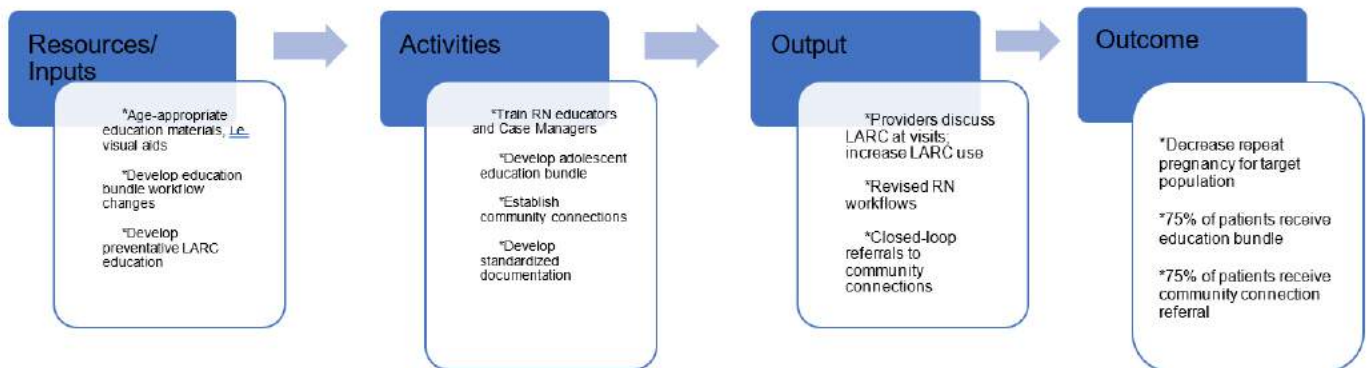 Resources/
Inputs
*Age-appropriate
education materials, i.e.
visual aids
*Develop education
bundle workflow
changes
*Develop
preventative LARC
education
Activities
*Train RN educators
and Case Managers
*Develop adolescent
education bundle
*Establish
community connections
*Develop
standardized
documentation
Output
*Providers discuss
LARC at visits;
increase LARC use
*Revised RN
workflows
*Closed-loop
referrals to
community
connections
Outcome
*Decrease repeat
pregnancy for target
population
*75% of patients receive
education bundle
*75% of patients receive
community connection
referral